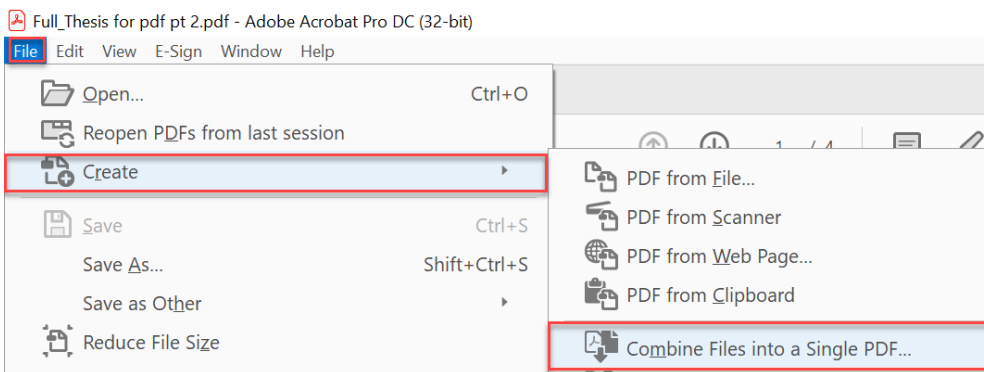 Full_Thesis for pdf pt 2.pdf - Adobe Acrobat Pro DC (32-bit)
File Edit View E-Sign Window Help
Open... Ctrl+O
Reopen PDFs from last session
Create
Save Ctrl+S
Save As... Shift+Ctrl+S
Save as Other
Reduce File Size
1 / 4
PDF from File...
PDF from Scanner
PDF from Web Page...
PDF from Clipboard
Combine Files into a Single PDF...